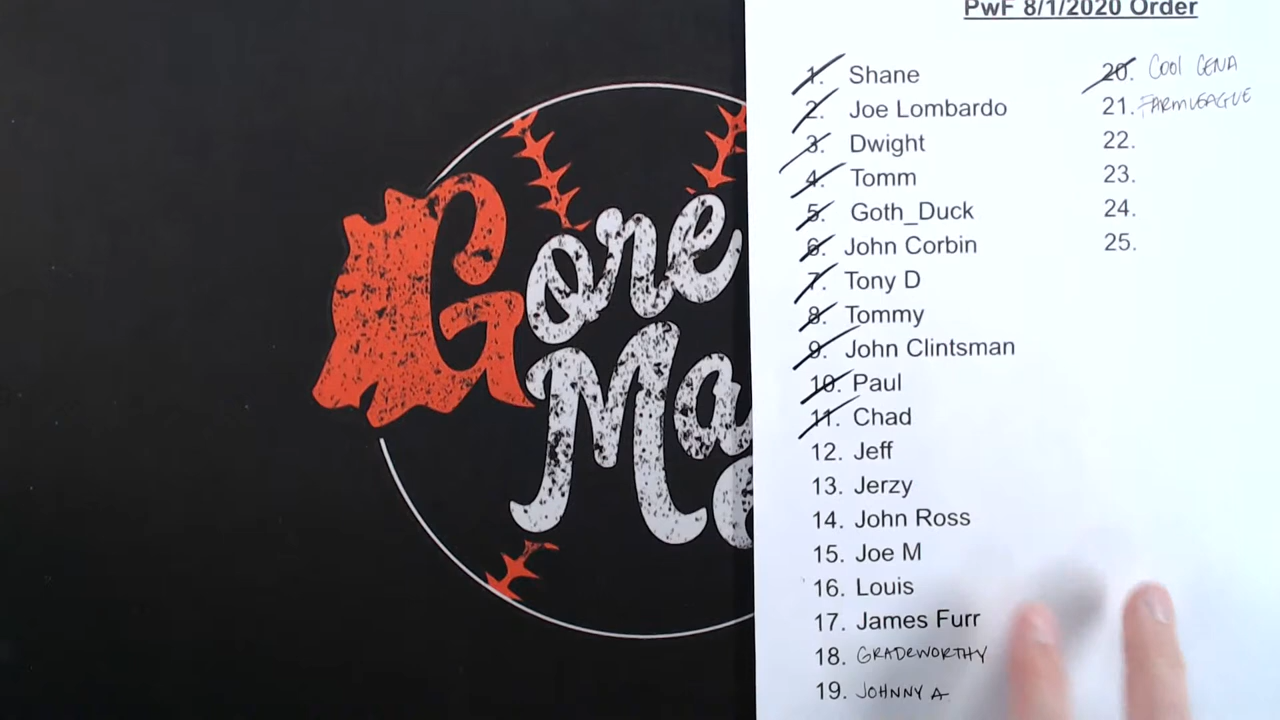 Gore
Ma
PwF 8/1/2020 Order
1. Shane
2. Joe Lombardo
3. Dwight
4. Tomm
5. Goth_Duck
6. John Corbin
7. Tony D
8. Tommy
9. John Clintsman
10. Paul
11. Chad
12. Jeff
13. Jerzy
14. John Ross
15. Joe M
16. Louis
17. James Furr
18. GRADEWORTHY
19. JOHNNY A
20. COOl CENA
21. FARMLEAGUE
22.
23.
24.
25.